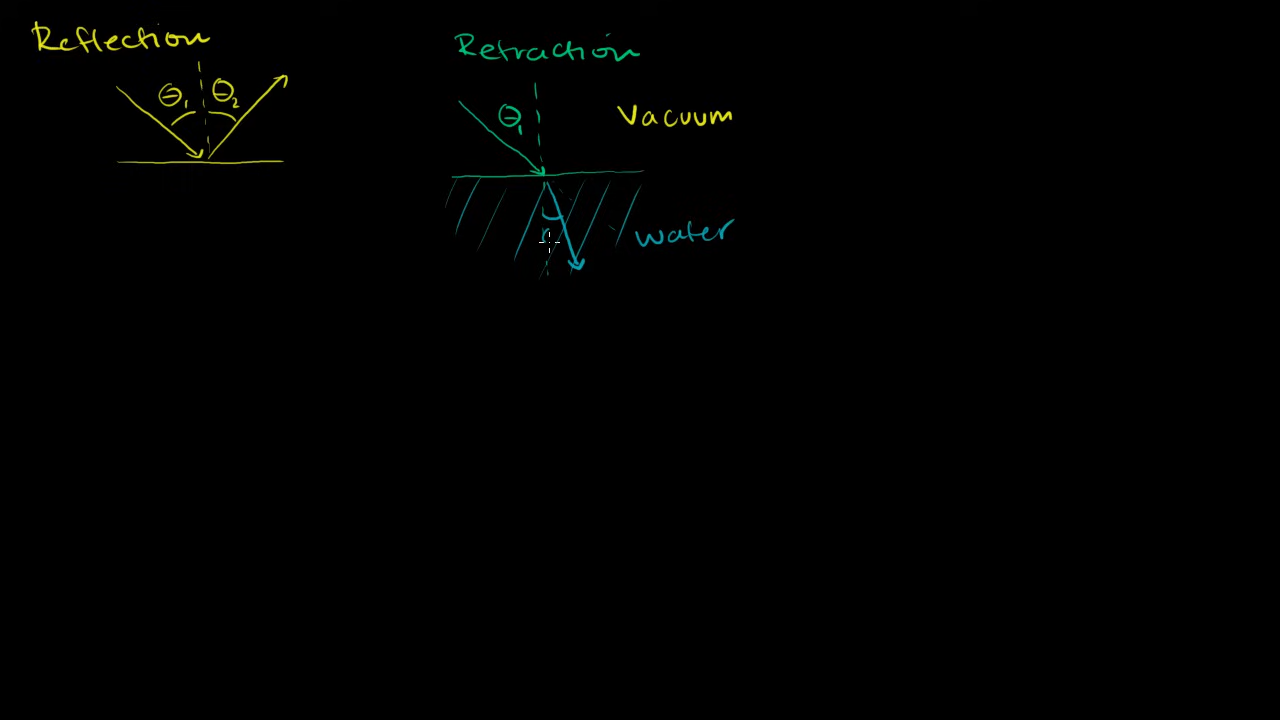 Reflection
θ₁ θ₂
Refraction
θ₁
Vacuum
water